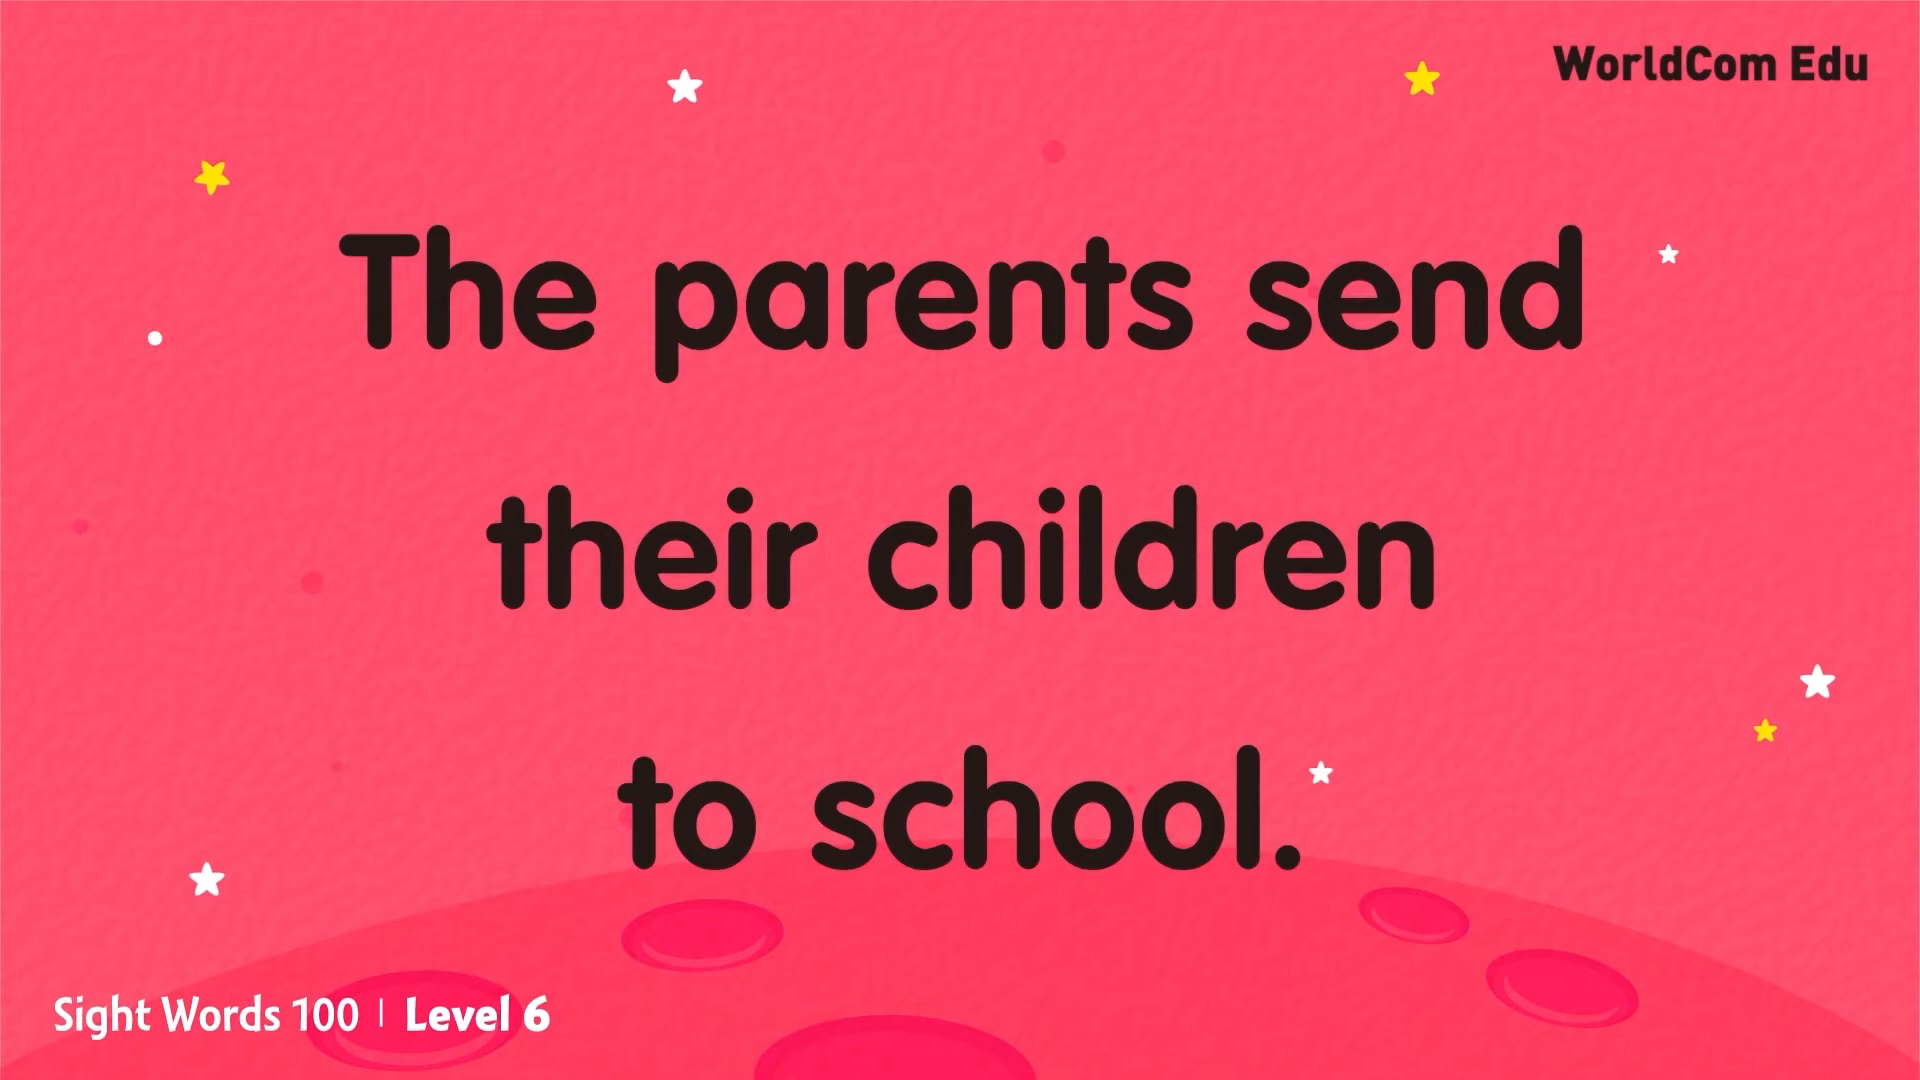 WorldCom Edu
The parents send
their children
to school.
Sight Words 100 | Level 6